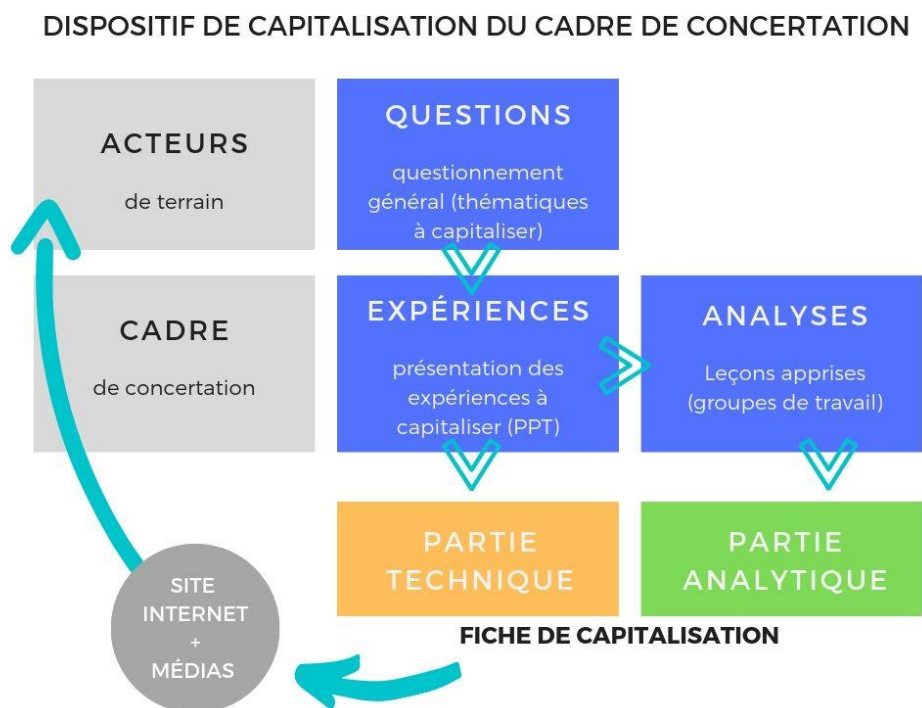 DISPOSITIF DE CAPITALISATION DU CADRE DE CONCERTATION
ACTEURS
de terrain
QUESTIONS
questionnement
général (thématiques
à capitaliser)
CADRE
de concertation
EXPÉRIENCES
présentation des
expériences à
capitaliser (PPT)
ANALYSES
Leçons apprises
(groupes de travail)
PARTIE
TECHNIQUE
PARTIE
ANALYTIQUE
FICHE DE CAPITALISATION
SITE
INTERNET
+
MÉDIAS